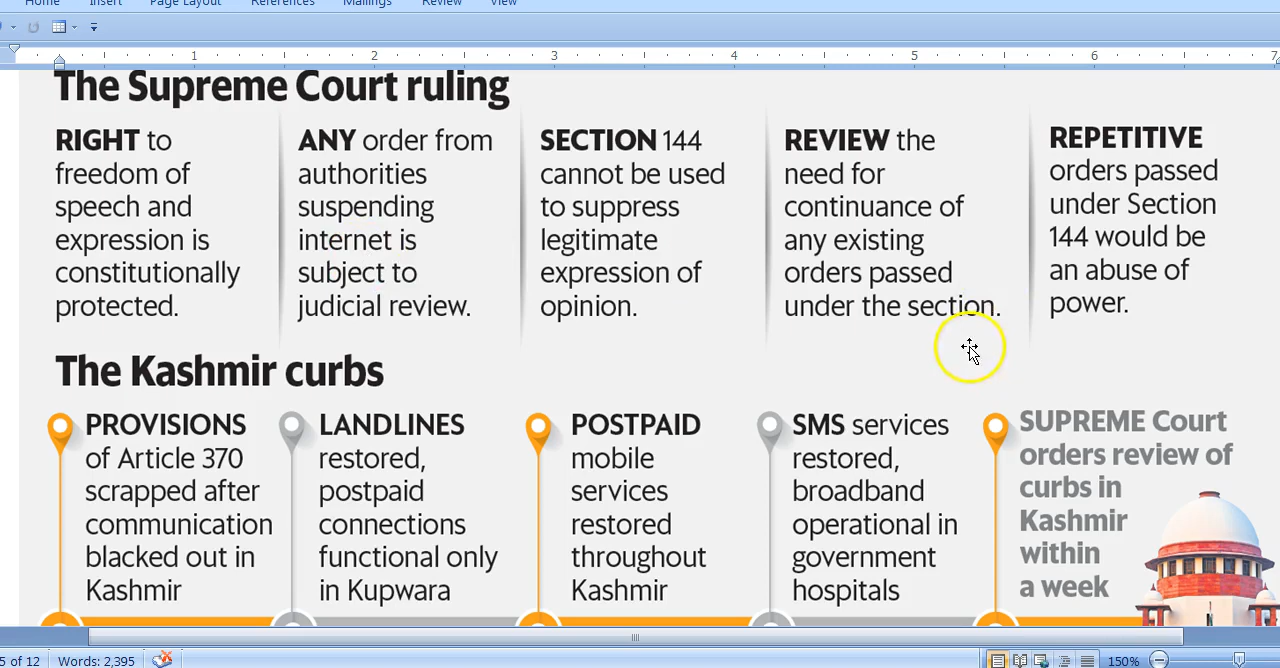 Home Insert Page Layout References Mailings Review View
1 2 3 4 5 6 7
The Supreme Court ruling
RIGHT to
freedom of
speech and
expression is
constitutionally
protected.
ANY order from
authorities
suspending
internet is
subject to
judicial review.
SECTION 144
cannot be used
to suppress
legitimate
expression of
opinion.
REVIEW the
need for
continuance of
any existing
orders passed
under the section.
REPETITIVE
orders passed
under Section
144 would be
an abuse of
power.
The Kashmir curbs
PROVISIONS
of Article 370
scrapped after
communication
blacked out in
Kashmir
LANDLINES
restored,
postpaid
connections
functional only
in Kupwara
POSTPAID
mobile
services
restored
throughout
Kashmir
SMS services
restored,
broadband
operational in
government
hospitals
SUPREME Court
orders review of
curbs in
Kashmir
within
a week
5 of 12 Words: 2,395 150%